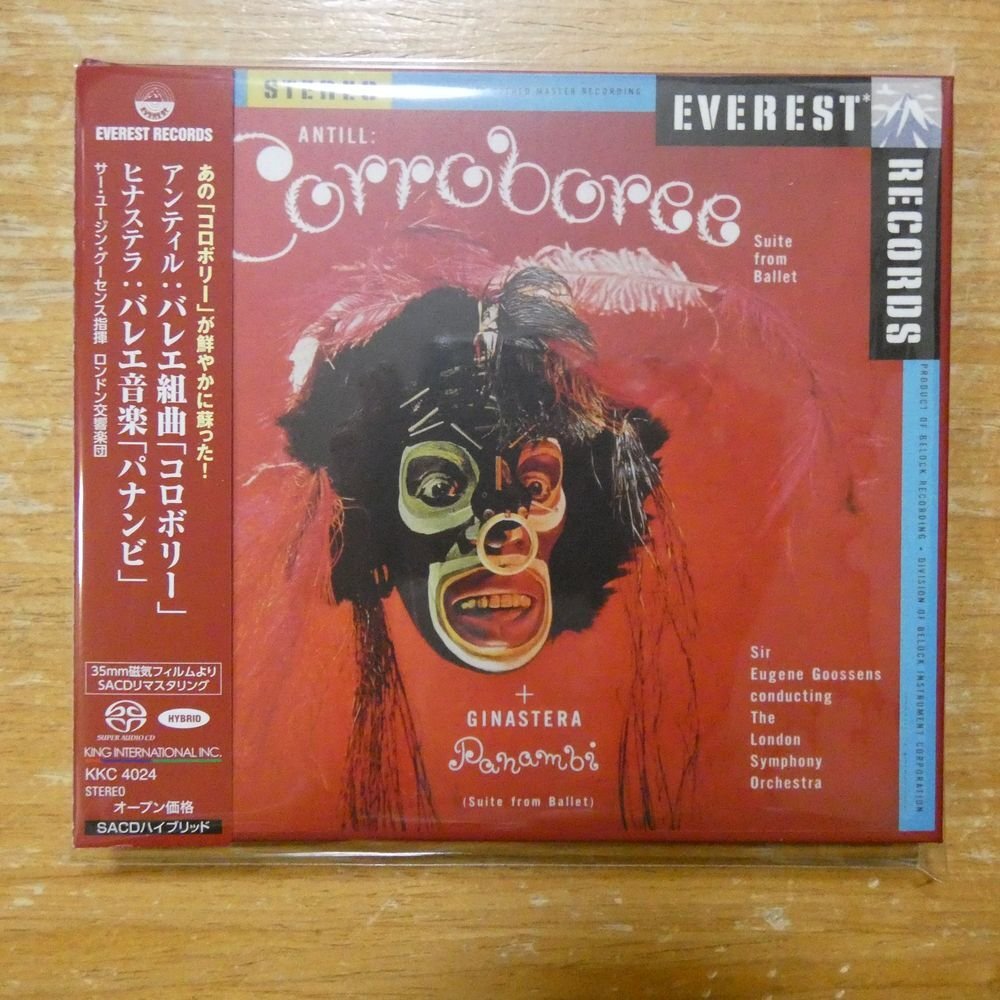 EVEREST
EVEREST RECORDS
あの「コロボリー」が鮮やかに蘇った!
アンティル:バレエ組曲「コロボリー」
ヒナステラ:バレエ音楽「パナンビ」
サー・ユージン・グーセンス指揮 ロンドン交響楽団
35mm磁気フィルムより
SACDリマスタリング
SUPER AUDIO CD
HYBRID
KING INTERNATIONAL INC.
KKC 4024
STEREO
オープン価格
SACDハイブリッド
STEREO
MASTER RECORDING
EVEREST*
RECORDS
ANTILL:
Corroboree
Suite
from
Ballet
PRODUCT OF BELOCK RECORDING • DIVISION OF BELOCK INSTRUMENT CORPORATION
+
GINASTERA
Panambi
(Suite from Ballet)
Sir
Eugene Goossens
conducting
The
London
Symphony
Orchestra